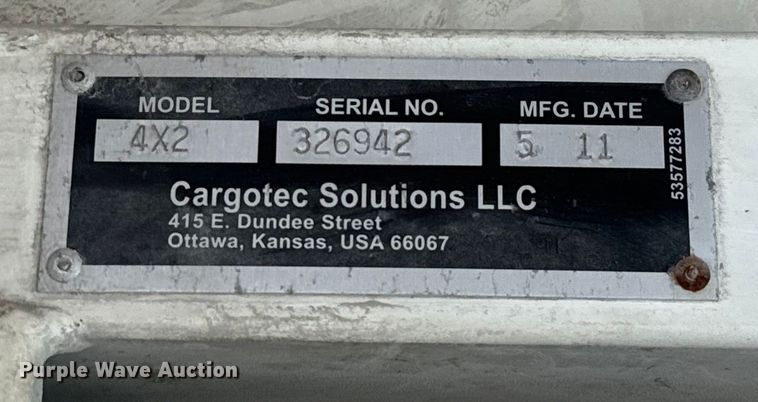 MODEL SERIAL NO. MFG. DATE
4X2 326942 5 11
53577283
Cargotec Solutions LLC
415 E. Dundee Street
Ottawa, Kansas, USA 66067
Purple Wave Auction